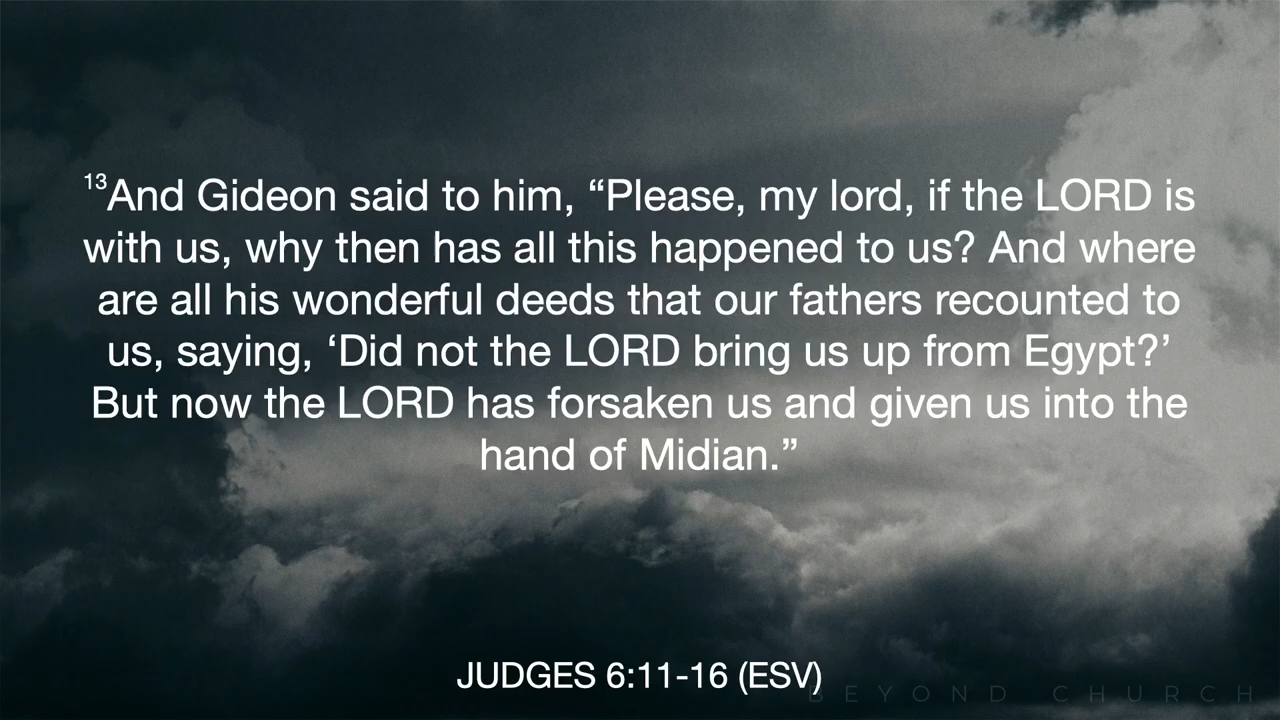 13And Gideon said to him, “Please, my lord, if the LORD is
with us, why then has all this happened to us? And where
are all his wonderful deeds that our fathers recounted to
us, saying, ‘Did not the LORD bring us up from Egypt?’
But now the LORD has forsaken us and given us into the
hand of Midian.”
JUDGES 6:11-16 (ESV)
BEYOND CHURCH